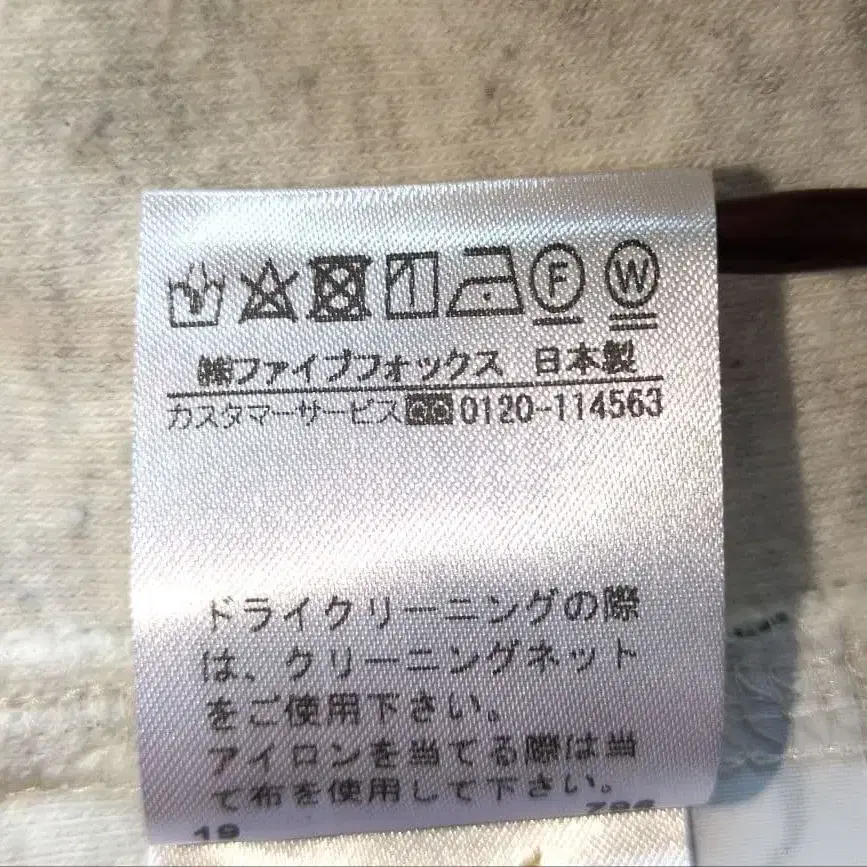 F W
㈱ファイブフォックス 日本製
カスタマーサービス 0120-114563
ドライクリーニングの際
は、クリーニングネット
をご使用下さい。
アイロンを当てる際は当
て布を使用して下さい。
19